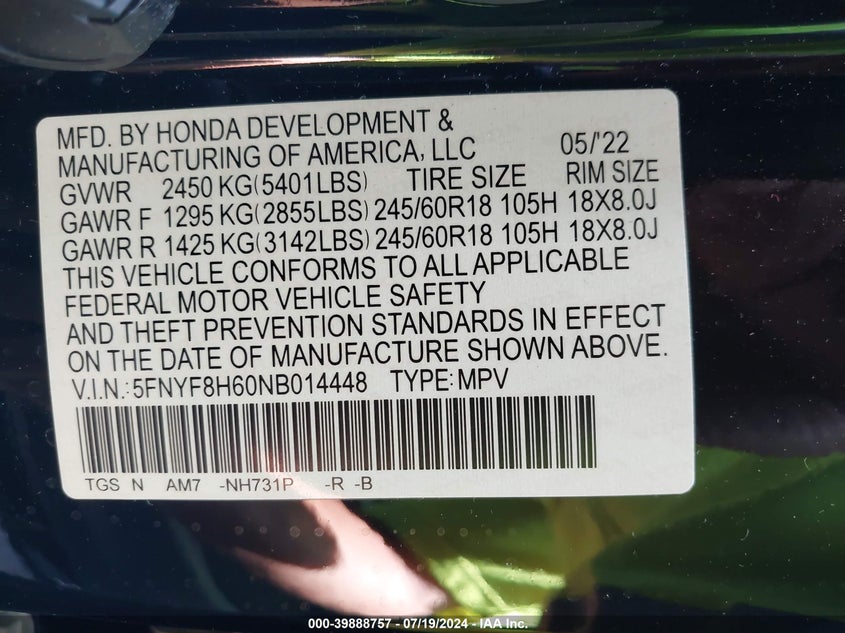 MFD. BY HONDA DEVELOPMENT &
MANUFACTURING OF AMERICA, LLC 05/'22
GVWR 2450 KG(5401LBS) TIRE SIZE RIM SIZE
GAWR F 1295 KG(2855LBS) 245/60R18 105H 18X8.0J
GAWR R 1425 KG(3142LBS) 245/60R18 105H 18X8.0J
THIS VEHICLE CONFORMS TO ALL APPLICABLE
FEDERAL MOTOR VEHICLE SAFETY
AND THEFT PREVENTION STANDARDS IN EFFECT
ON THE DATE OF MANUFACTURE SHOWN ABOVE.
V.I.N.:5FNYF8H60NB014448 TYPE:MPV
TGS N AM7 -NH731P -R -B
000-39888757 - 07/19/2024 - IAA Inc.